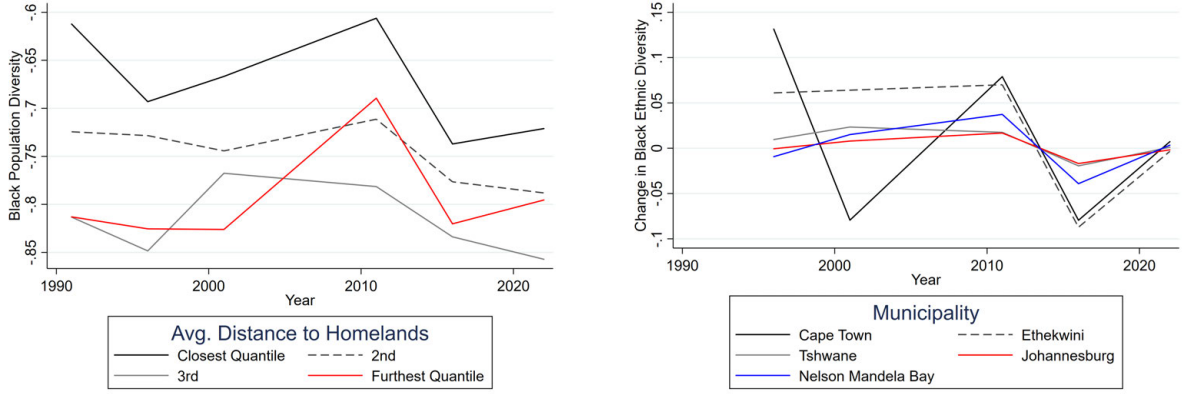 Black Population Diversity
-.6
-.65
-.7
-.75
-.8
-.85
1990 2000 2010 2020
Year
Avg. Distance to Homelands
Closest Quantile 2nd
3rd Furthest Quantile
Change in Black Ethnic Diversity
.15
.1
.05
0
-.05
-.1
1990 2000 2010 2020
Year
Municipality
Cape Town Ethekwini
Tshwane Johannesburg
Nelson Mandela Bay